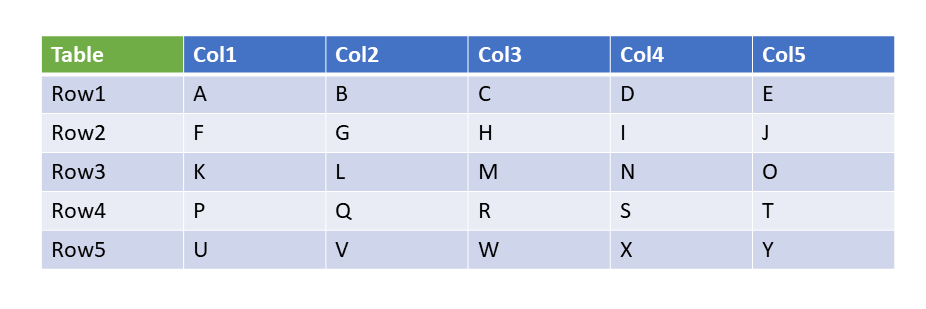 Table Col1 Col2 Col3 Col4 Col5
Row1 A B C D E
Row2 F G H I J
Row3 K L M N O
Row4 P Q R S T
Row5 U V W X Y